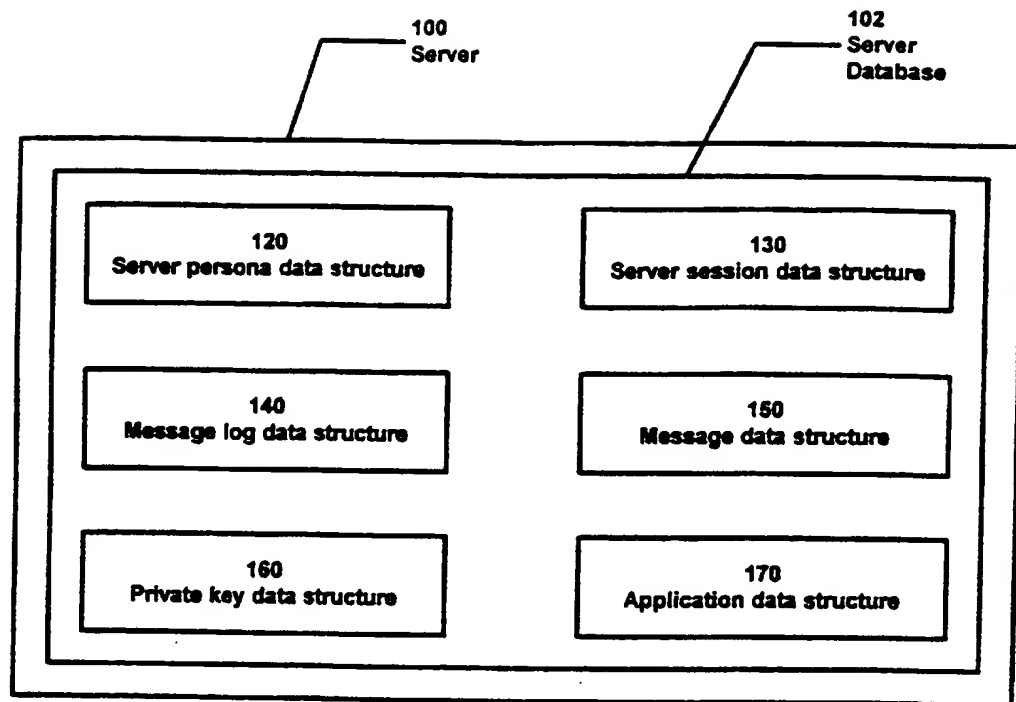 100
Server
102
Server
Database
120
Server persona data structure
130
Server session data structure
140
Message log data structure
150
Message data structure
160
Private key data structure
170
Application data structure